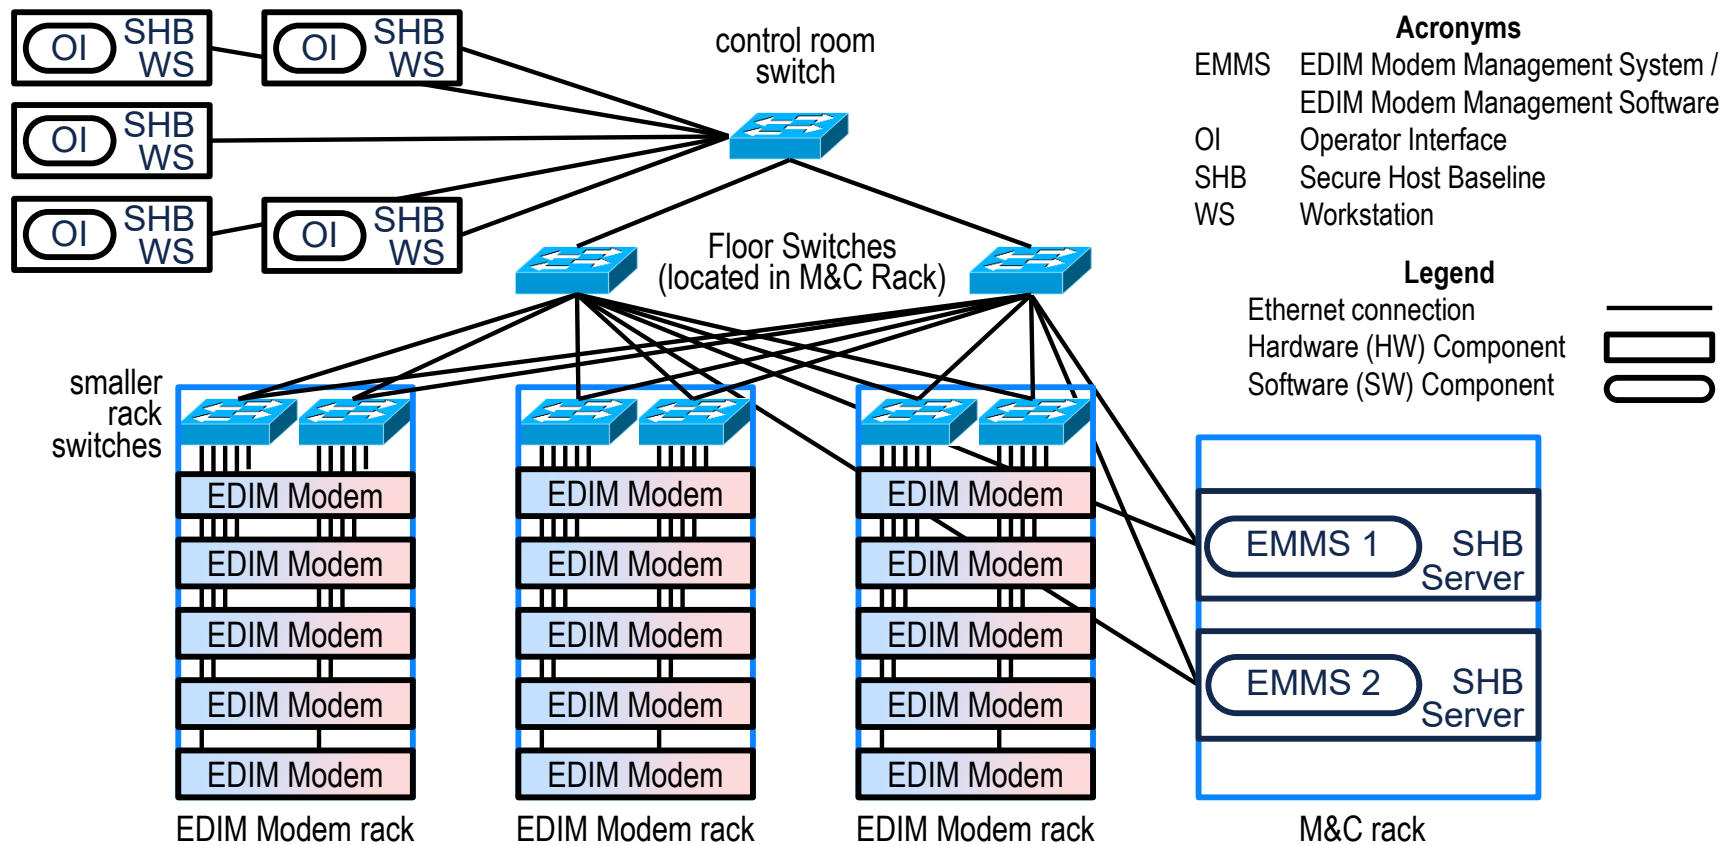 OI SHB WS
OI SHB WS
OI SHB WS
OI SHB WS
OI SHB WS
control room
switch
Floor Switches
(located in M&C Rack)
smaller
rack
switches
EDIM Modem
EDIM Modem
EDIM Modem
EDIM Modem
EDIM Modem
EDIM Modem rack
EDIM Modem
EDIM Modem
EDIM Modem
EDIM Modem
EDIM Modem
EDIM Modem rack
EDIM Modem
EDIM Modem
EDIM Modem
EDIM Modem
EDIM Modem
EDIM Modem rack
EMMS 1 SHB
Server
EMMS 2 SHB
Server
M&C rack
Acronyms
EMMS EDIM Modem Management System /
EDIM Modem Management Software
OI Operator Interface
SHB Secure Host Baseline
WS Workstation
Legend
Ethernet connection
Hardware (HW) Component
Software (SW) Component